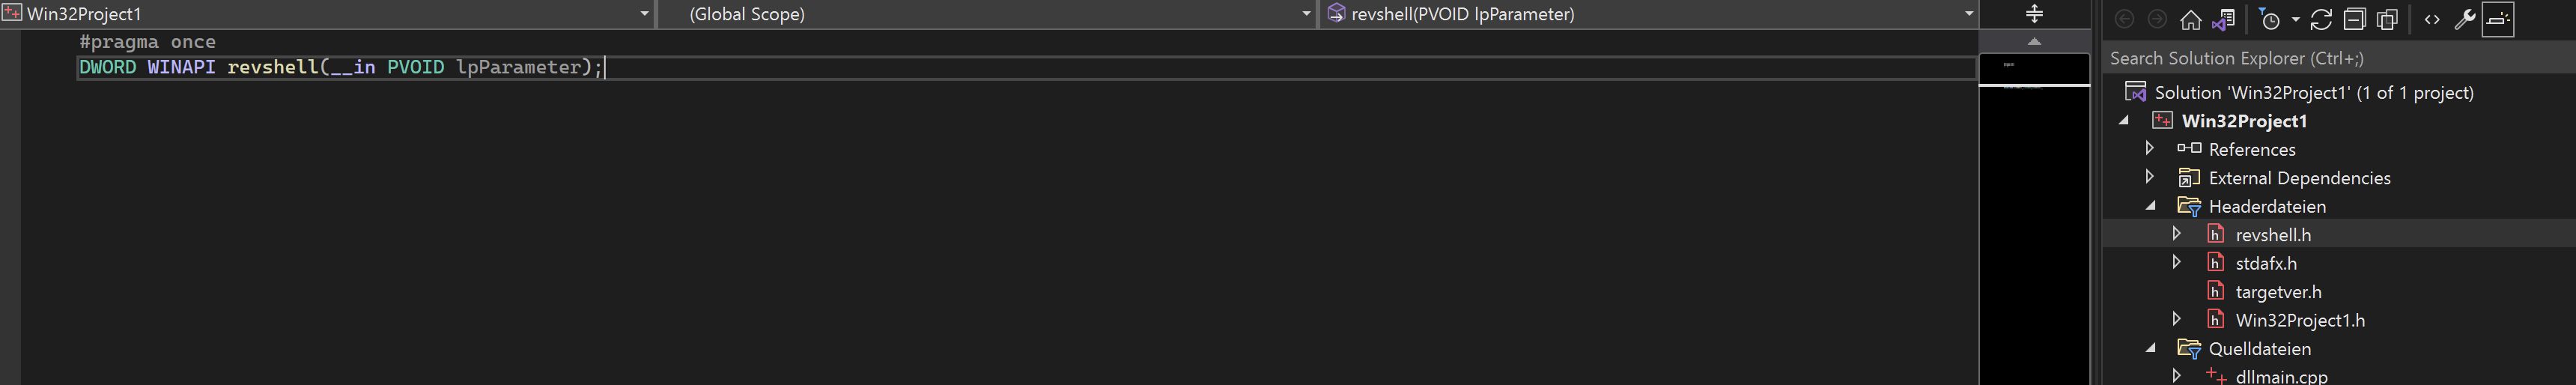 Win32Project1
(Global Scope)
revshell(PVOID lpParameter)
#pragma once
DWORD WINAPI revshell(__in PVOID lpParameter);
Search Solution Explorer (Ctrl+;)
Solution 'Win32Project1' (1 of 1 project)
Win32Project1
References
External Dependencies
Headerdateien
revshell.h
stdafx.h
targetver.h
Win32Project1.h
Quelldateien
dllmain.cpp